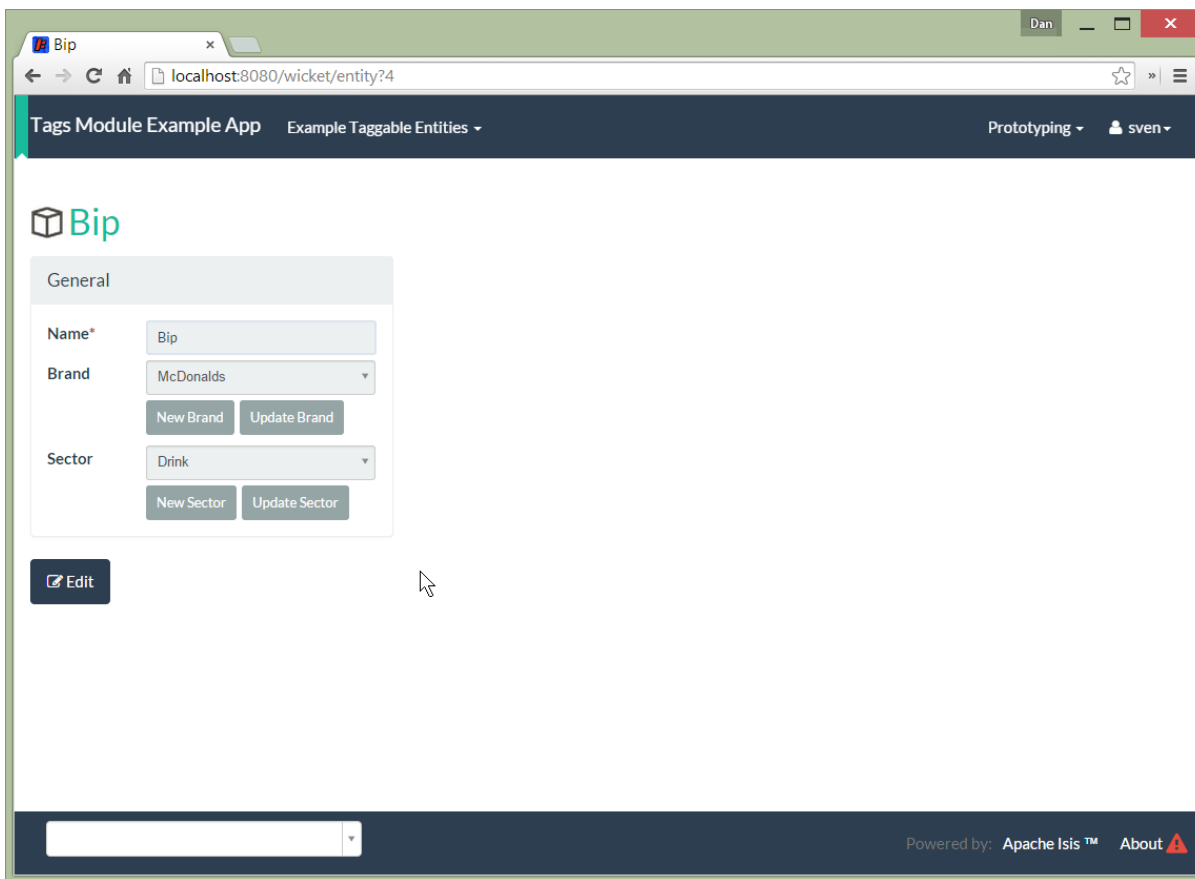 Dan
Bip
localhost:8080/wicket/entity?4
Tags Module Example App Example Taggable Entities Prototyping sven
Bip
General
Name* Bip
Brand McDonalds
New Brand Update Brand
Sector Drink
New Sector Update Sector
Edit
Powered by: Apache Isis ™ About